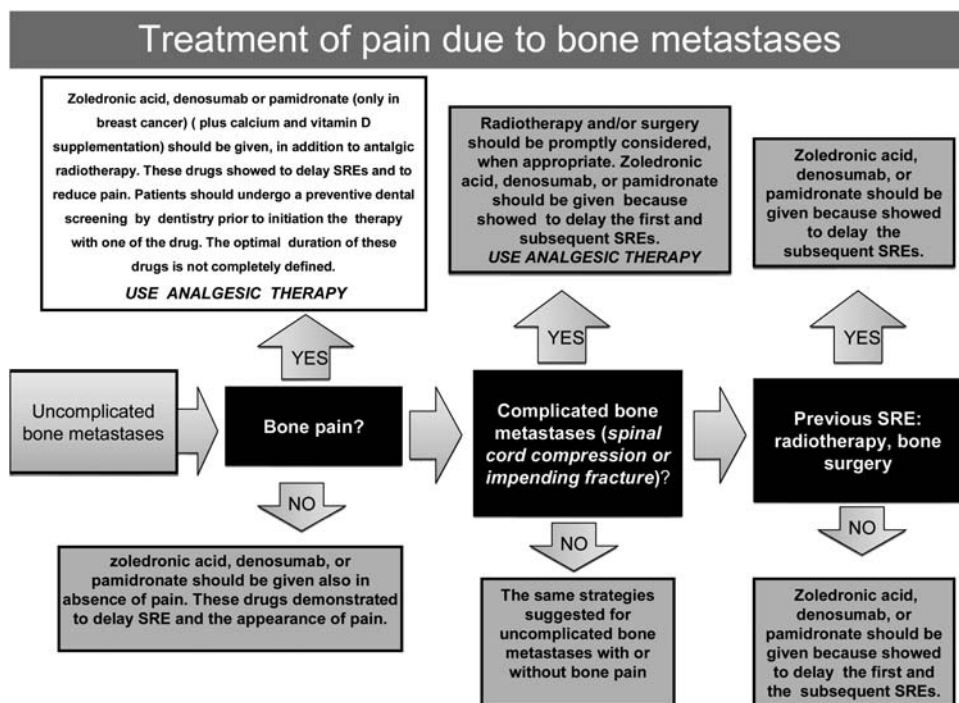 Treatment of pain due to bone metastases
Zoledronic acid, denosumab or pamidronate (only in
breast cancer) ( plus calcium and vitamin D
supplementation) should be given, in addition to antalgic
radiotherapy. These drugs showed to delay SREs and to
reduce pain. Patients should undergo a preventive dental
screening by dentistry prior to initiation the therapy
with one of the drug. The optimal duration of these
drugs is not completely defined.
USE ANALGESIC THERAPY
Radiotherapy and/or surgery
should be promptly considered,
when appropriate. Zoledronic
acid, denosumab, or pamidronate
should be given because
showed to delay the first and
subsequent SREs.
USE ANALGESIC THERAPY
Zoledronic acid,
denosumab, or
pamidronate should be
given because showed
to delay the
subsequent SREs.
YES
YES
YES
Uncomplicated
bone metastases
Bone pain?
Complicated bone
metastases (spinal
cord compression or
impending fracture)?
Previous SRE:
radiotherapy, bone
surgery
NO
NO
NO
zoledronic acid, denosumab, or
pamidronate should be given also in
absence of pain. These drugs demonstrated
to delay SRE and the appearance of pain.
The same strategies
suggested for
uncomplicated bone
metastases with or
without bone pain
Zoledronic acid,
denosumab, or
pamidronate should be
given because showed
to delay the first and
the subsequent SREs.